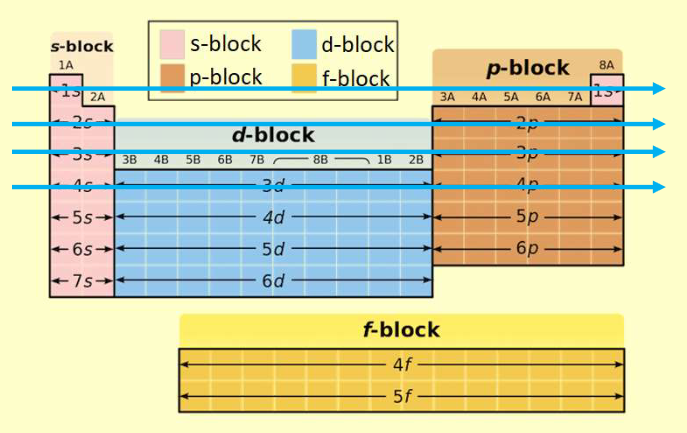 s-block
1A
2A
s-block
d-block
p-block
f-block
p-block
8A
3A 4A 5A 6A 7A
1s
1s
2s
2p
d-block
3s
3p
3B 4B 5B 6B 7B 8B 1B 2B
4s
3d
4p
5s
4d
5p
6s
5d
6p
7s
6d
f-block
4f
5f